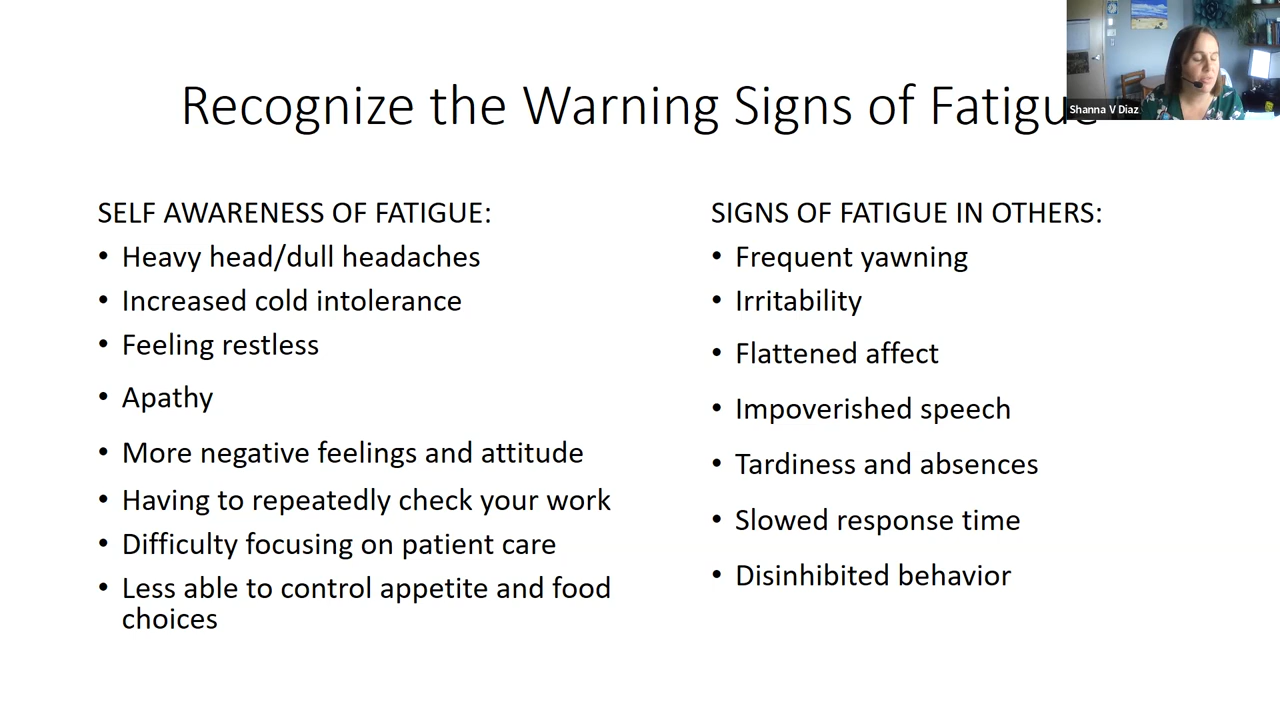 Recognize the Warning Signs of Fatigue
Shanna V Diaz
SELF AWARENESS OF FATIGUE:
• Heavy head/dull headaches
• Increased cold intolerance
• Feeling restless
• Apathy
• More negative feelings and attitude
• Having to repeatedly check your work
• Difficulty focusing on patient care
• Less able to control appetite and food
choices
SIGNS OF FATIGUE IN OTHERS:
• Frequent yawning
• Irritability
• Flattened affect
• Impoverished speech
• Tardiness and absences
• Slowed response time
• Disinhibited behavior